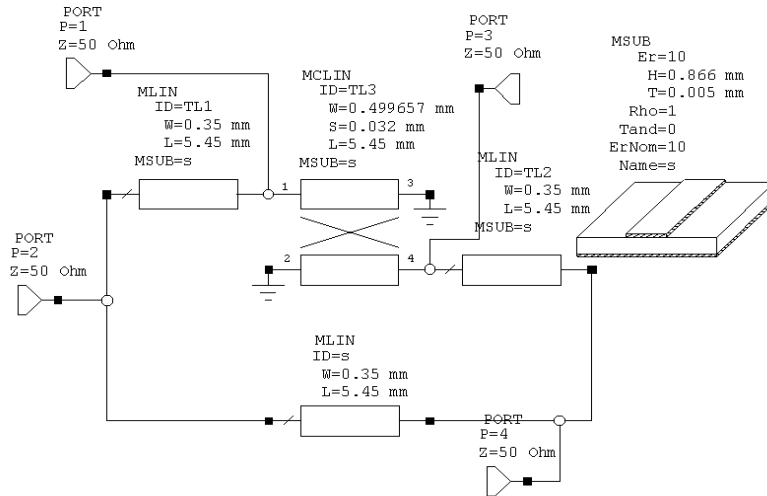 PORT
P=1
Z=50 Ohm
PORT
P=3
Z=50 Ohm
MSUB
Er=10
H=0.866 mm
T=0.005 mm
Rho=1
Tand=0
ErNom=10
Name=s
MLIN
ID=TL1
W=0.35 mm
L=5.45 mm
MSUB=s
MCLIN
ID=TL3
W=0.499657 mm
S=0.032 mm
L=5.45 mm
MSUB=s
MLIN
ID=TL2
W=0.35 mm
L=5.45 mm
MSUB=s
1
3
2
4
PORT
P=2
Z=50 Ohm
MLIN
ID=s
W=0.35 mm
L=5.45 mm
PORT
P=4
Z=50 Ohm